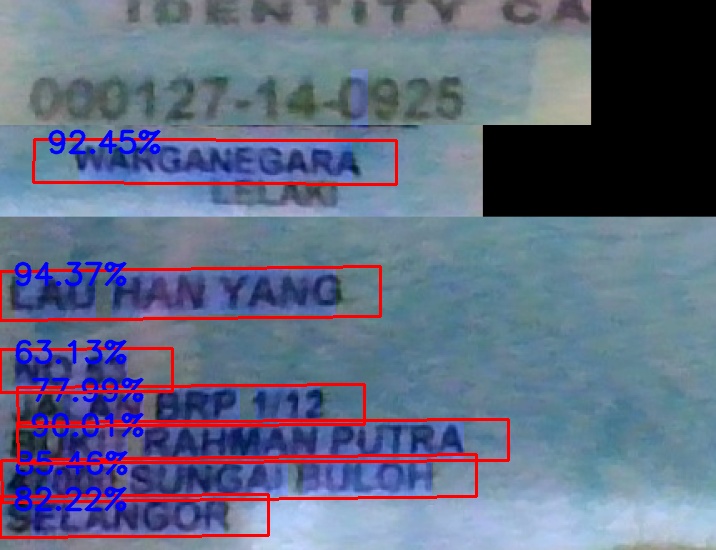 IDENTITY CA
000127-14-0925
92.45%
WARGANEGARA
LELAKI
94.37%
LAU HAN YANG
63.13%
77.99%
BRP 1/12
90.01%
RAHMAN PUTRA
85.46%
SUNGAI BULOH
82.22%
SELANGOR